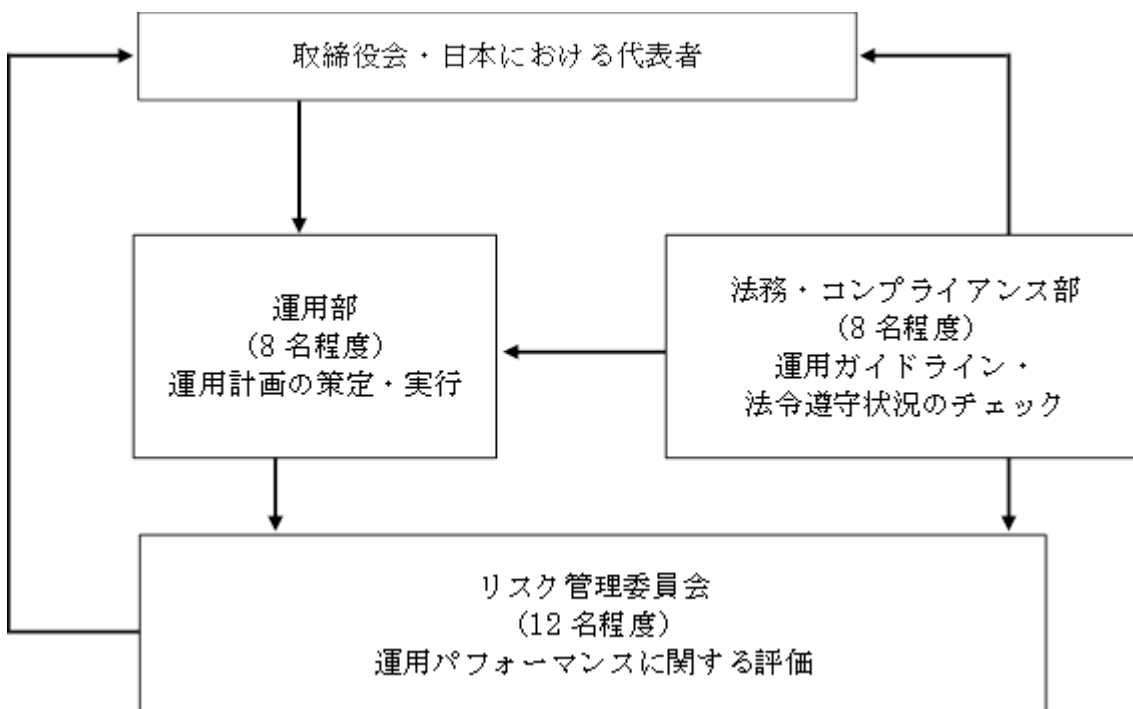 取締役会・日本における代表者
運用部
(8 名程度)
運用計画の策定・実行
法務・コンプライアンス部
(8 名程度)
運用ガイドライン・
法令遵守状況のチェック
リスク管理委員会
(12 名程度)
運用パフォーマンスに関する評価